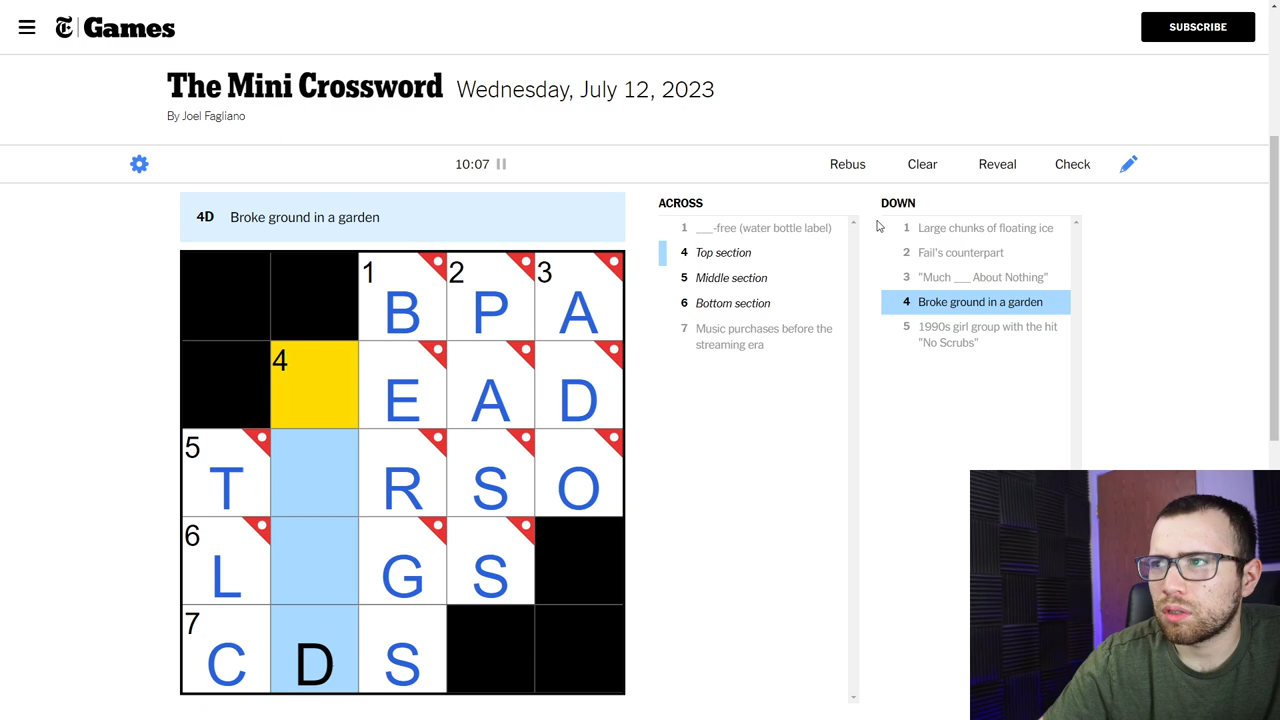 Games
SUBSCRIBE
The Mini Crossword Wednesday, July 12, 2023
By Joel Fagliano
10:07
Rebus Clear Reveal Check
4D Broke ground in a garden
1 B 2 P 3 A
4 E A D
5 T R S O
6 L G S
7 C D S
ACROSS
1 ___-free (water bottle label)
4 Top section
5 Middle section
6 Bottom section
7 Music purchases before the
streaming era
DOWN
1 Large chunks of floating ice
2 Fail's counterpart
3 "Much ___ About Nothing"
4 Broke ground in a garden
5 1990s girl group with the hit
"No Scrubs"